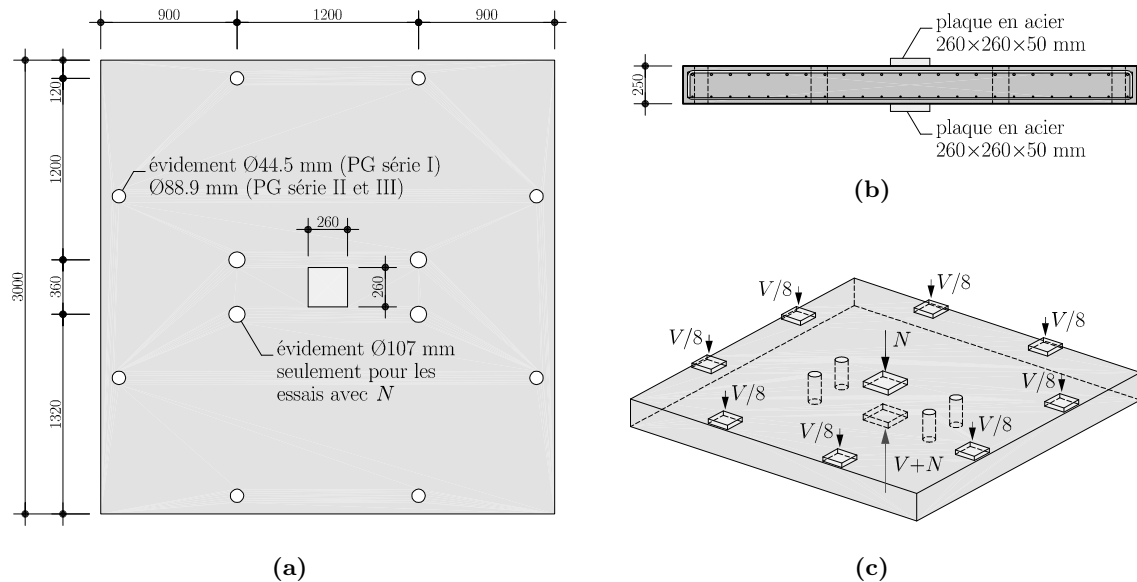 900
1200
900
120
1200
360
1320
3000
évidement Ø44.5 mm (PG série I)
Ø88.9 mm (PG série II et III)
260
260
évidement Ø107 mm
seulement pour les
essais avec N
(a)
plaque en acier
260×260×50 mm
250
plaque en acier
260×260×50 mm
(b)
V/8
V/8
V/8
V/8
V/8
N
V/8
V/8
V/8
V+N
(c)